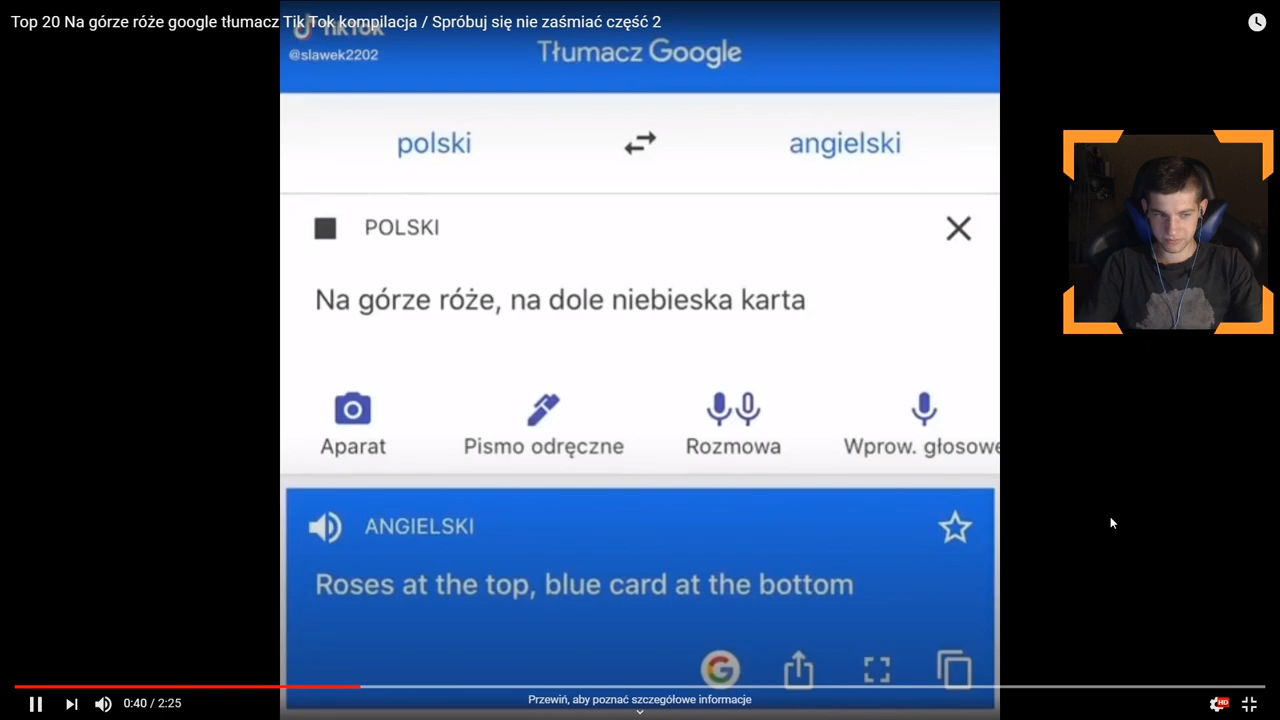 Top 20 Na górze róże google tłumacz Tik Tok kompilacja / Spróbuj się nie zaśmiać część 2
TikTok
@slawek2202
Tłumacz Google
polski
angielski
POLSKI
Na górze róże, na dole niebieska karta
Aparat
Pismo odręczne
Rozmowa
Wprow. głosowe
ANGIELSKI
Roses at the top, blue card at the bottom
G
Przewiń, aby poznać szczegółowe informacje
0:40 / 2:25
HD